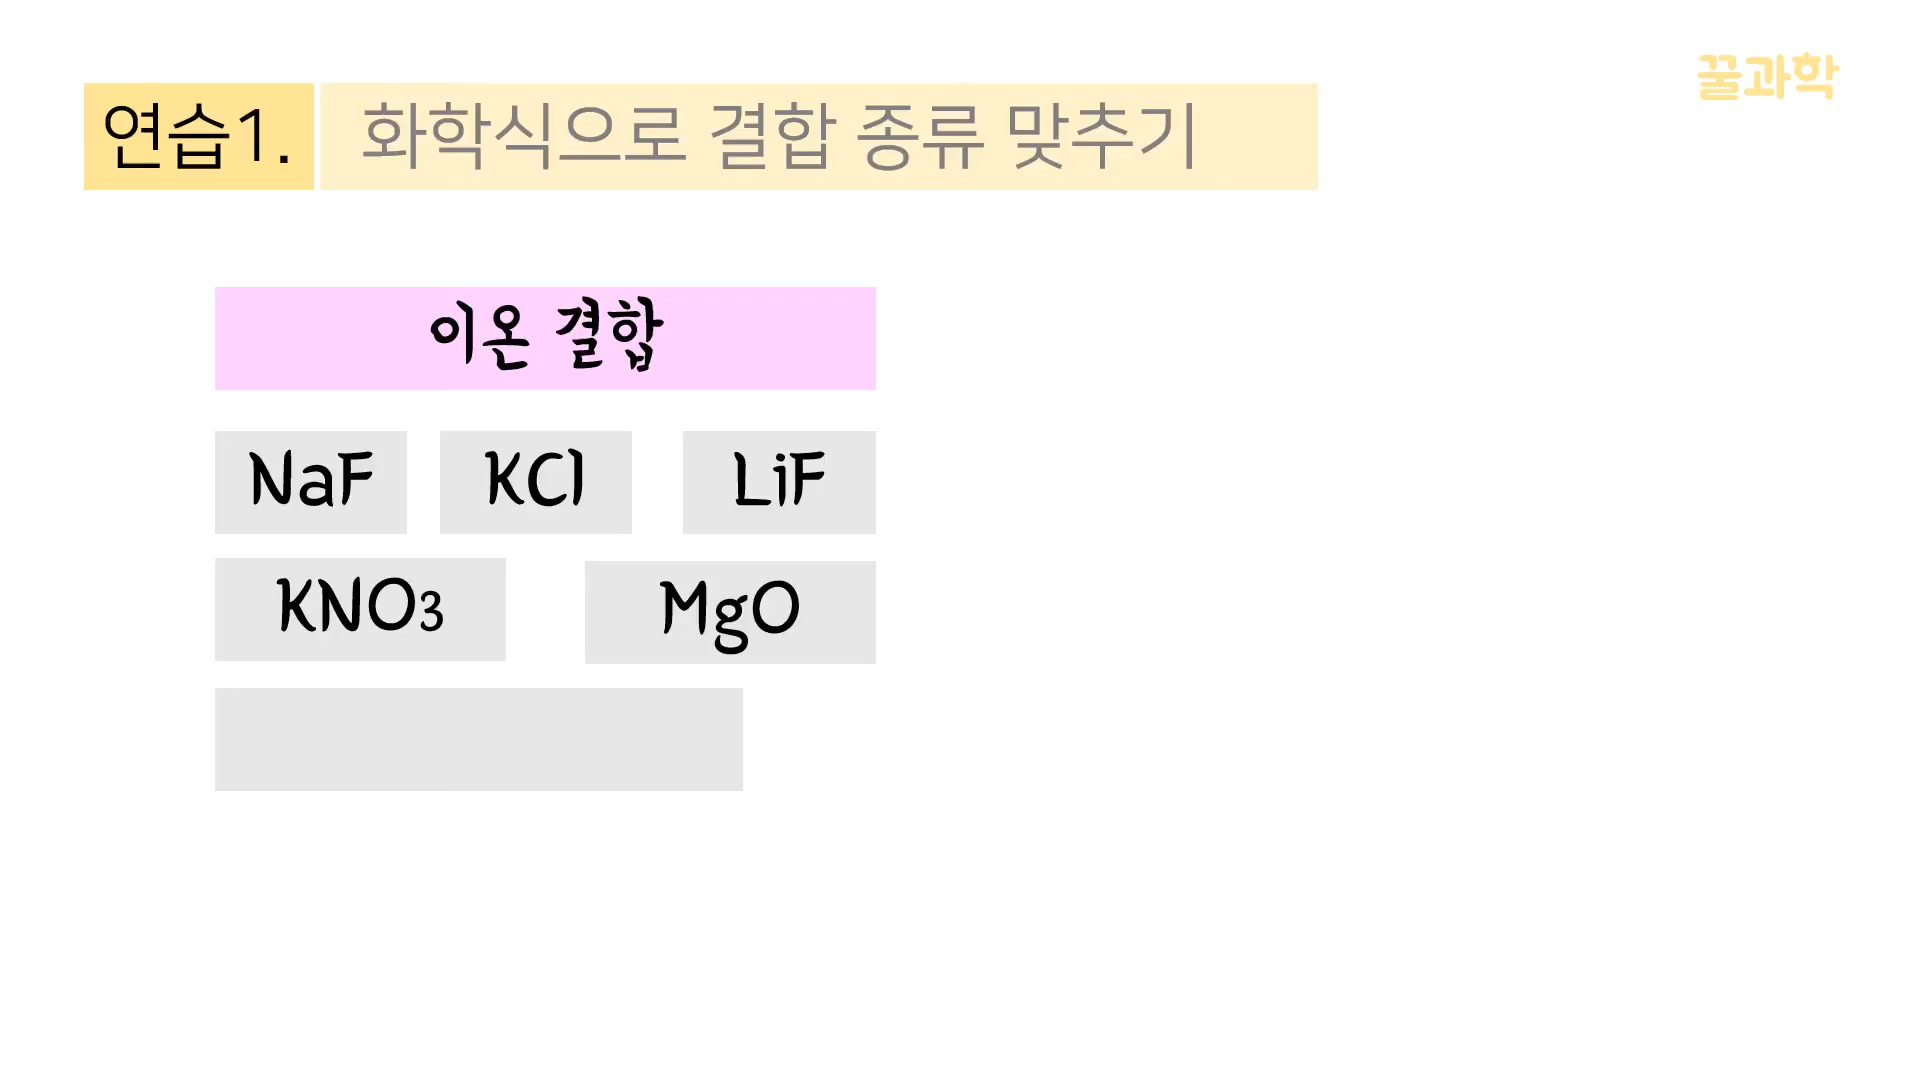 꿀과학
연습1. 화학식으로 결합 종류 맞추기
이온 결합
NaF KCl LiF
KNO3 MgO